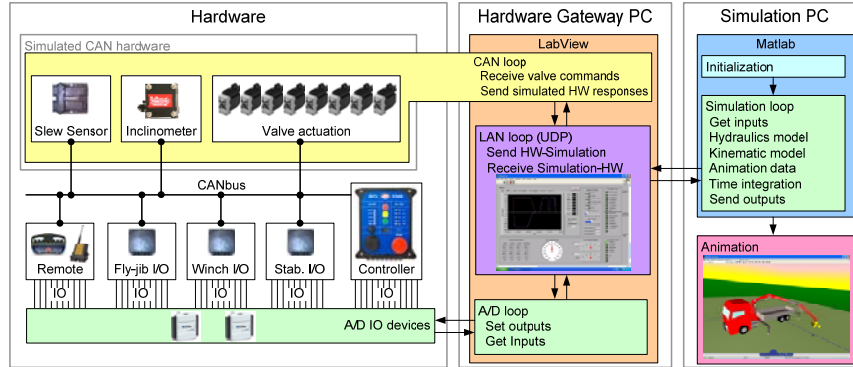 Hardware
Hardware Gateway PC
Simulation PC
Simulated CAN hardware
Slew Sensor
Inclinometer
Valve actuation
CANbus
Remote
Fly-jib I/O
Winch I/O
Stab. I/O
Controller
IO
IO
IO
IO
IO
A/D IO devices
LabView
CAN loop
Receive valve commands
Send simulated HW responses
LAN loop (UDP)
Send HW-Simulation
Receive Simulation-HW
A/D loop
Set outputs
Get Inputs
Matlab
Initialization
Simulation loop
Get inputs
Hydraulics model
Kinematic model
Animation data
Time integration
Send outputs
Animation